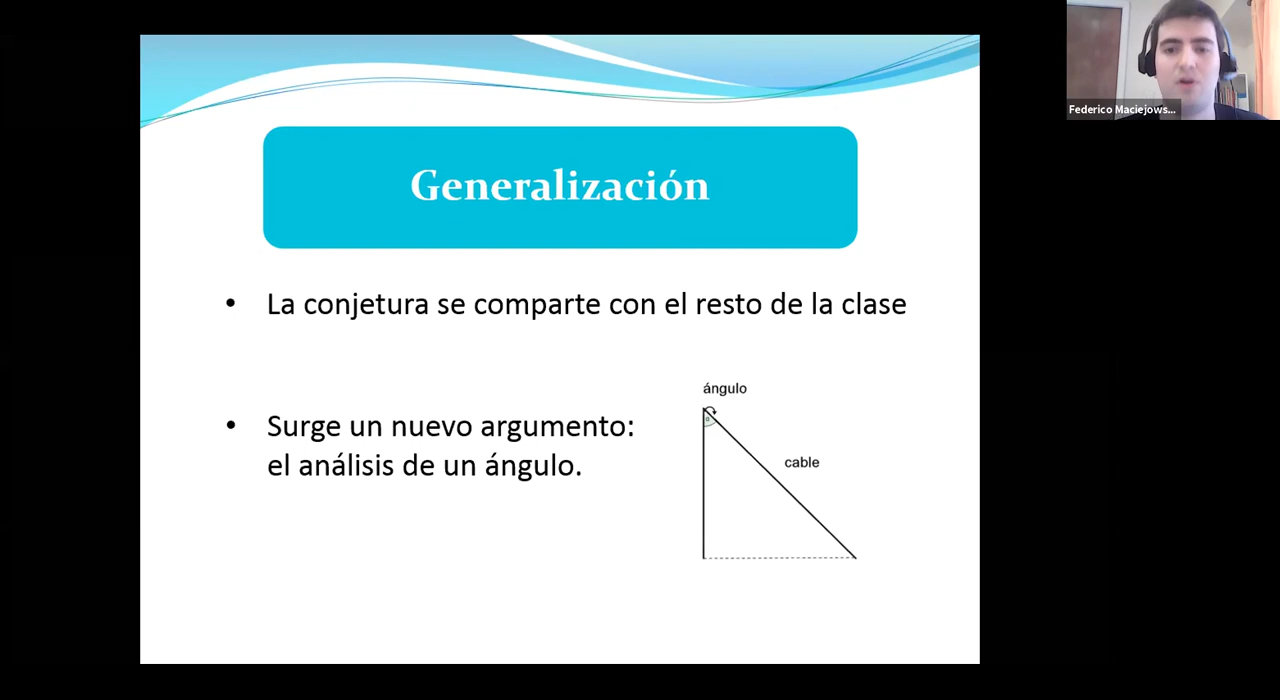 Federico Maciejows...
Generalización
• La conjetura se comparte con el resto de la clase
• Surge un nuevo argumento:
el análisis de un ángulo.
ángulo
cable